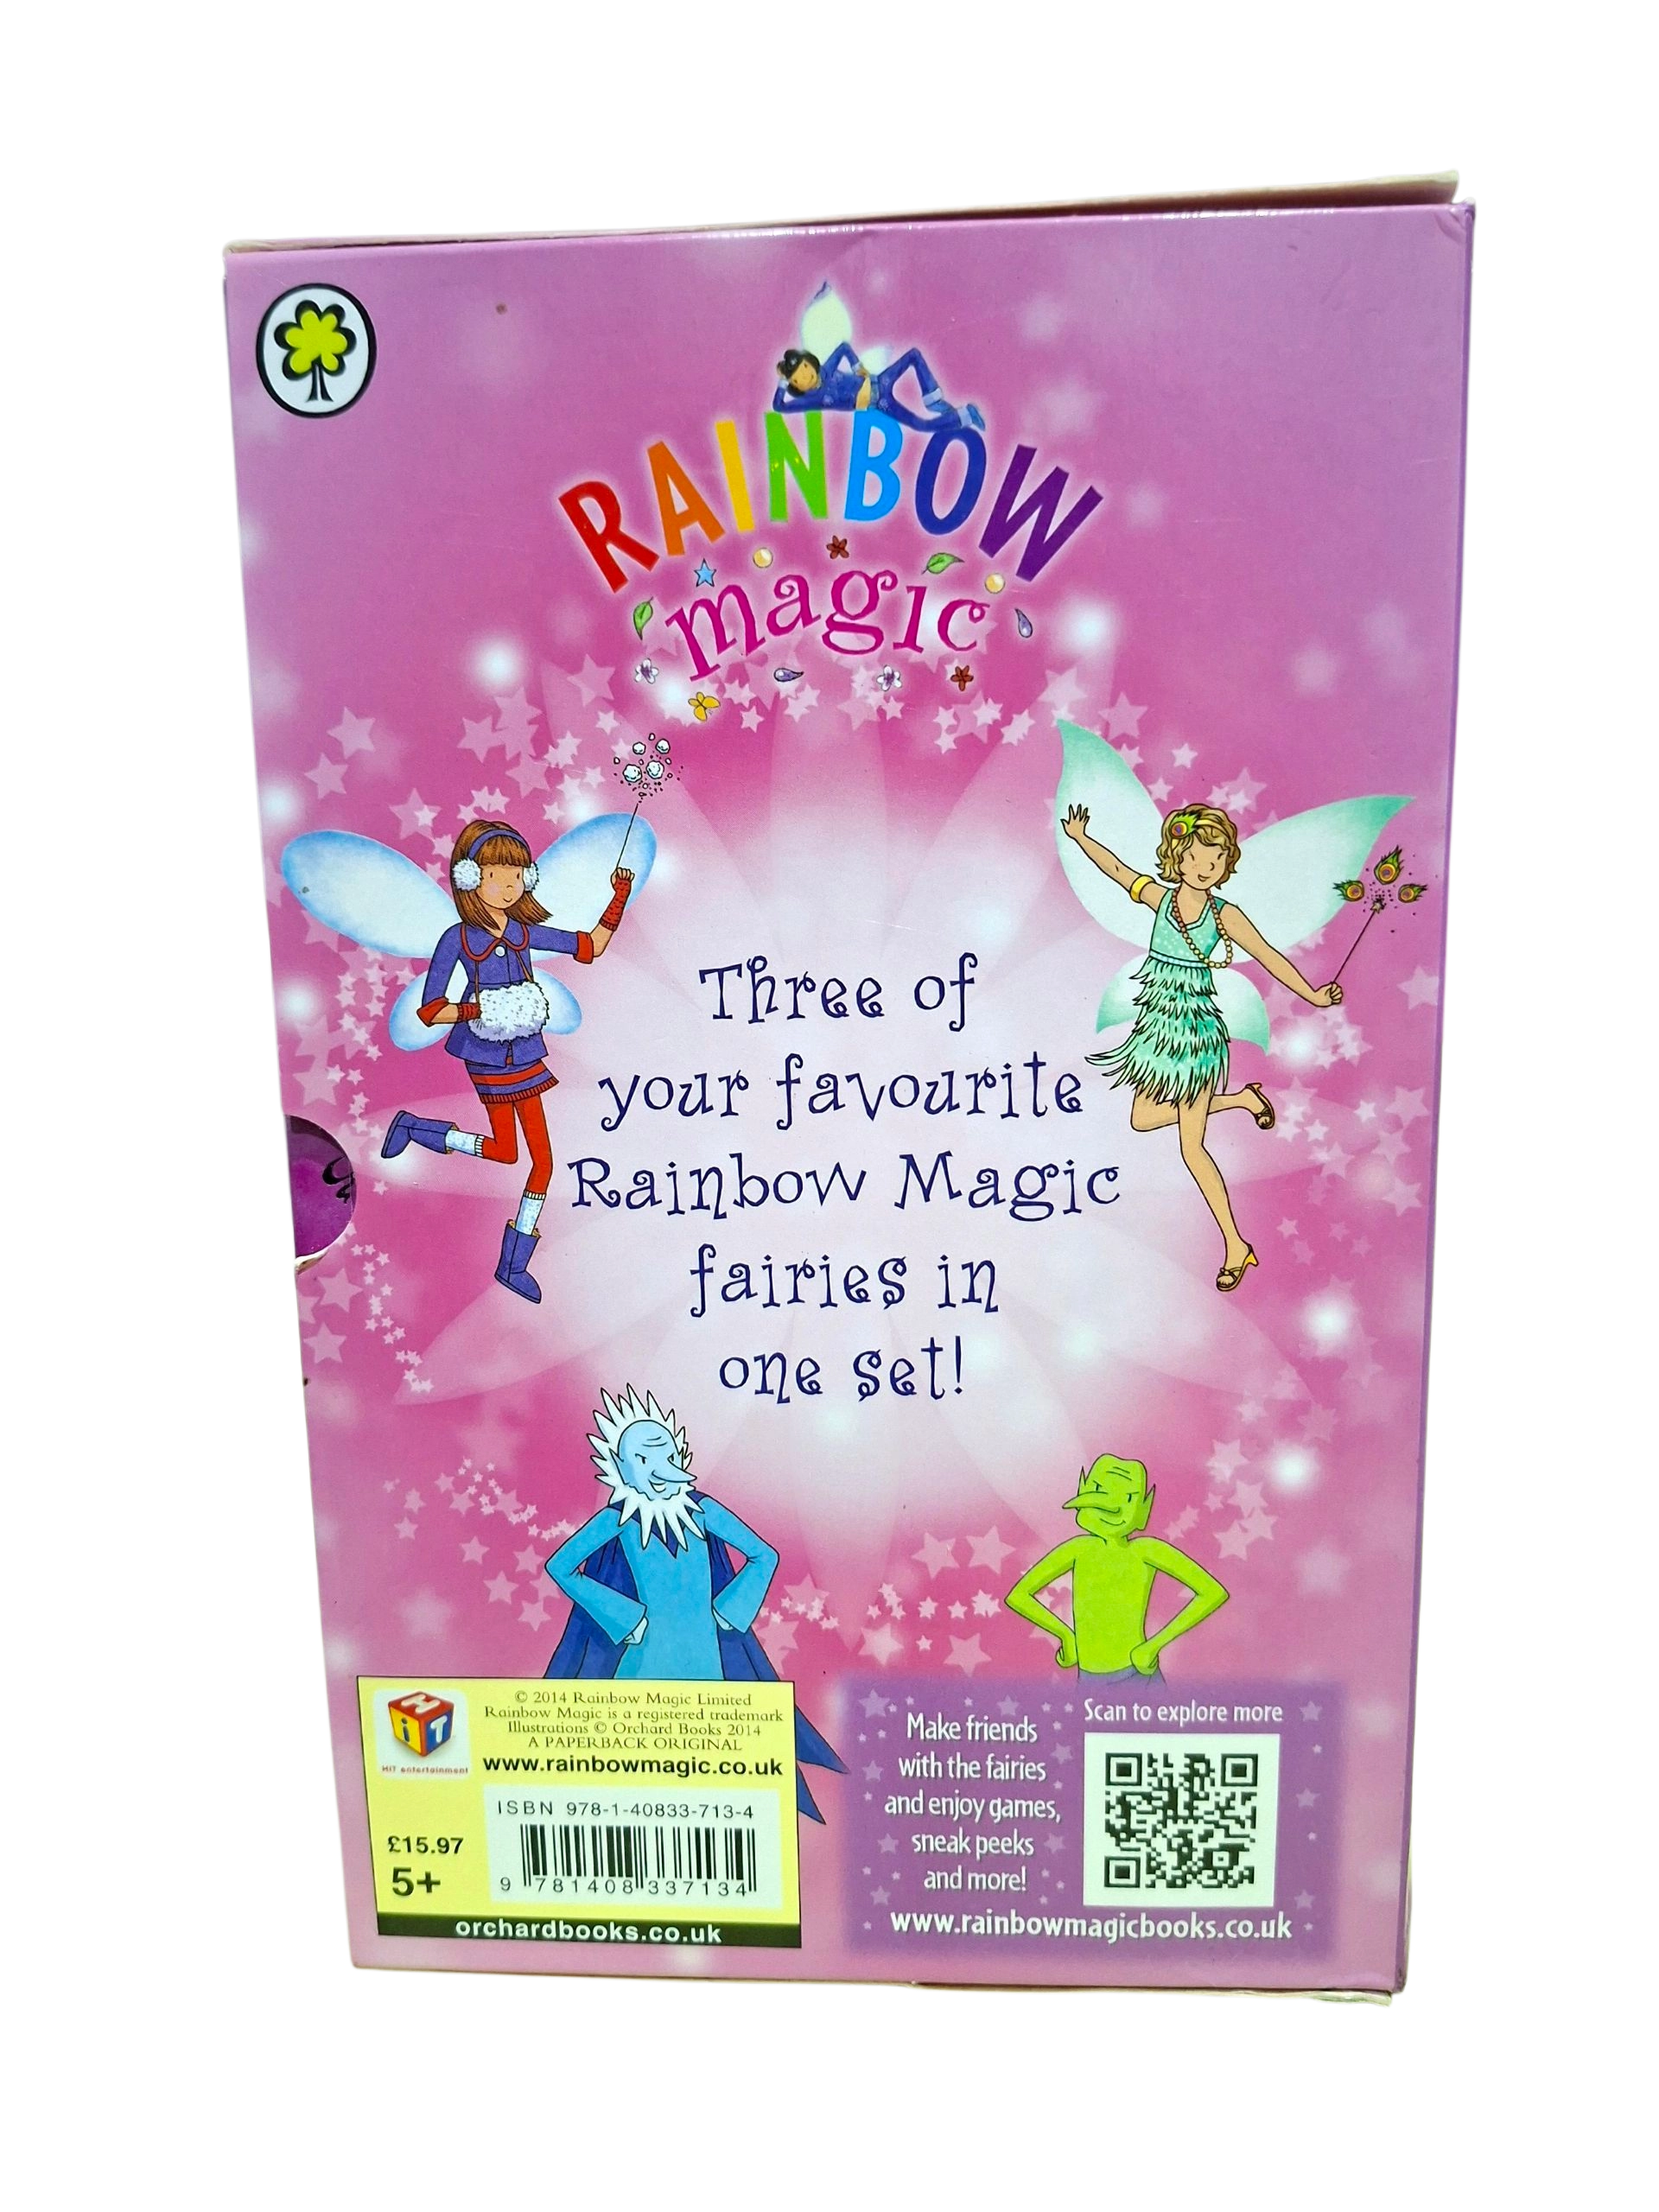 RAINBOW
magic
Three of
your favourite
Rainbow Magic
fairies in
one set!
HiT
HiT entertainment
© 2014 Rainbow Magic Limited
Rainbow Magic is a registered trademark
Illustrations © Orchard Books 2014
A PAPERBACK ORIGINAL
www.rainbowmagic.co.uk
ISBN 978-1-40833-713-4
£15.97
5+
9 781408 337134
orchardbooks.co.uk
Make friends
with the fairies
and enjoy games,
sneak peeks
and more!
Scan to explore more
www.rainbowmagicbooks.co.uk